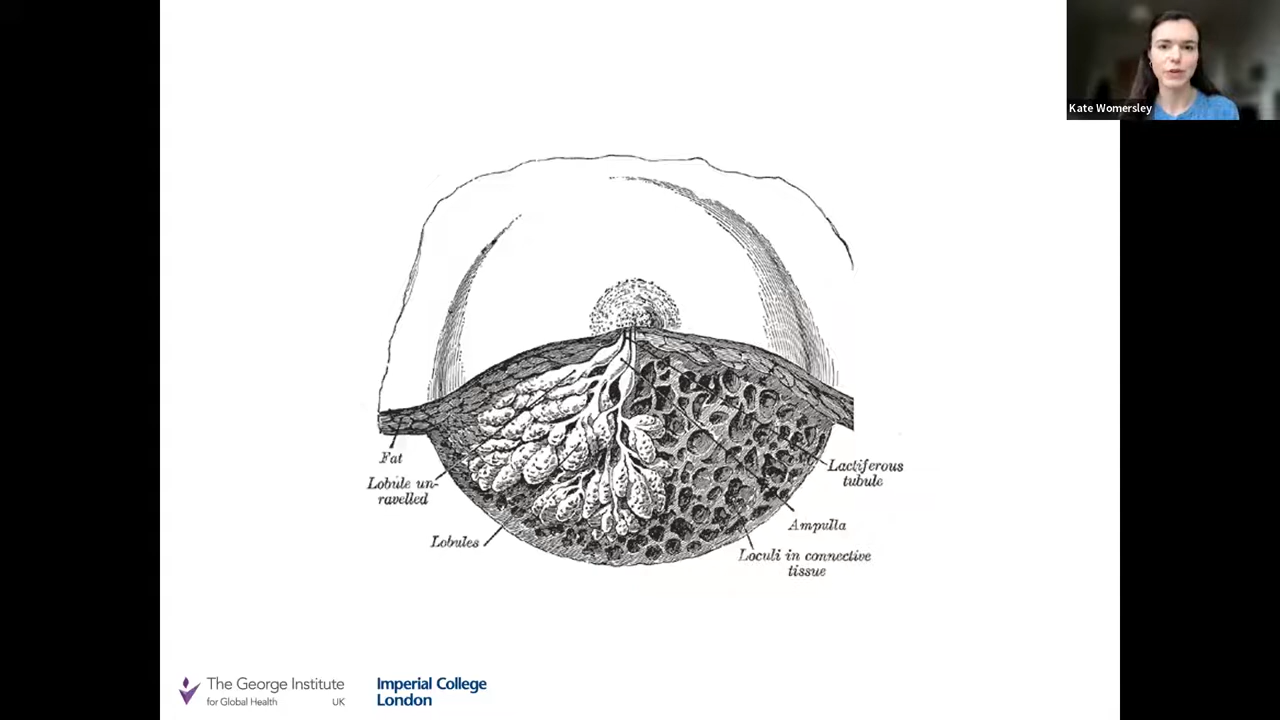 Kate Womersley
Fat
Lobule un-
ravelled
Lobules
Lactiferous
tubule
Ampulla
Loculi in connective
tissue
The George Institute
for Global Health UK
Imperial College
London